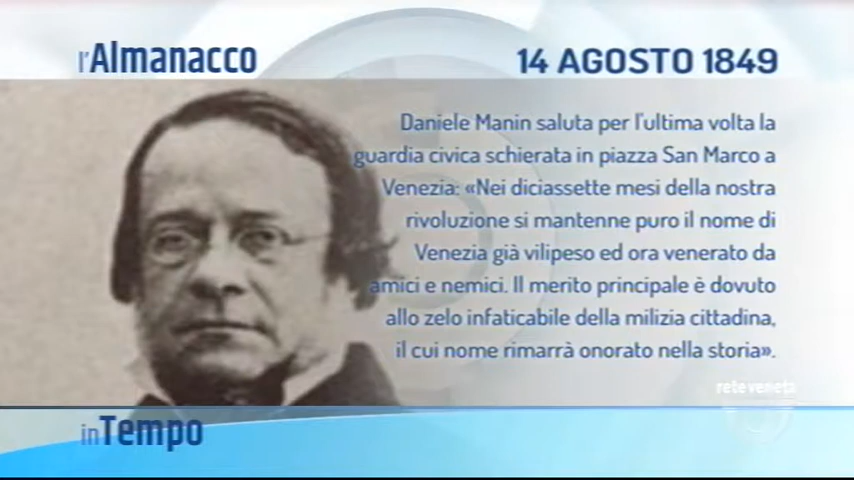 l'Almanacco
14 AGOSTO 1849
Daniele Manin saluta per l'ultima volta la
guardia civica schierata in piazza San Marco a
Venezia: «Nei diciassette mesi della nostra
rivoluzione si mantenne puro il nome di
Venezia già vilipeso ed ora venerato da
amici e nemici. Il merito principale è dovuto
allo zelo infaticabile della milizia cittadina,
il cui nome rimarrà onorato nella storia».
rete veneta
inTempo